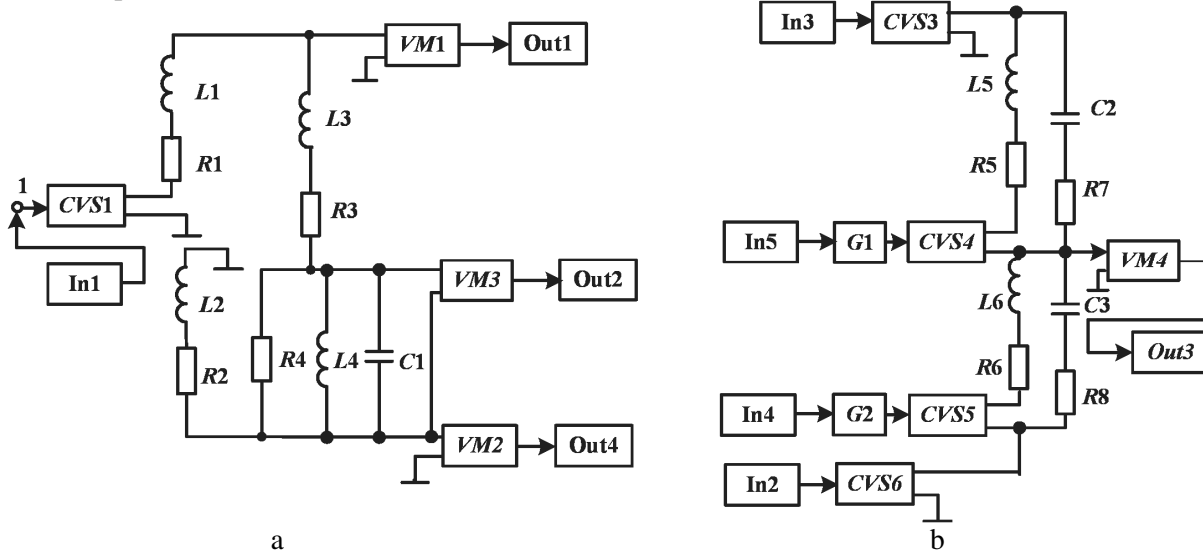 VM1
Out1
L1
L3
R1
1
CVS1
R3
In1
L2
VM3
Out2
R2
R4
L4
C1
VM2
Out4
a
In3
CVS3
L5
C2
R5
R7
In5
G1
CVS4
VM4
L6
C3
Out3
R6
R8
In4
G2
CVS5
In2
CVS6
b